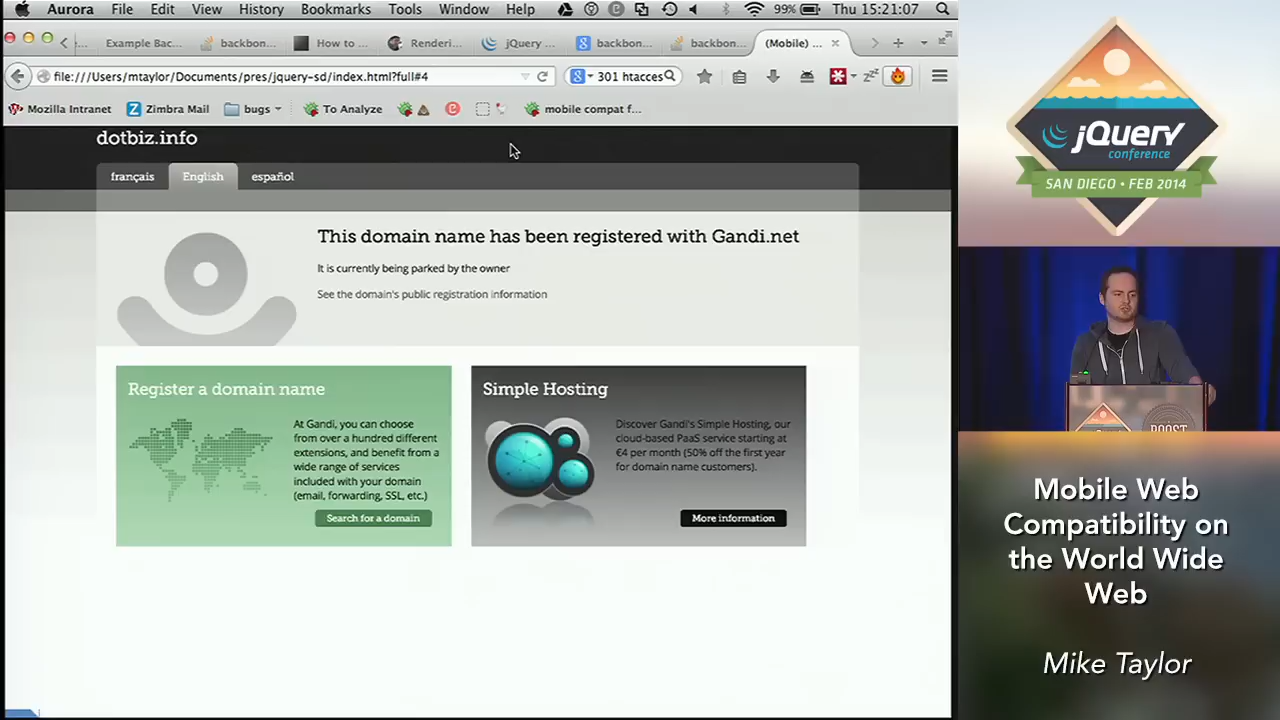 Aurora File Edit View History Bookmarks Tools Window Help 99% Thu 15:21:07
Example Bac... backbon... How to ... Renderi... jQuery ... backbon... backbon... (Mobile) ...
file:///Users/mtaylor/Documents/pres/jquery-sd/index.html?full#4 301 htacces
Mozilla Intranet Zimbra Mail bugs To Analyze mobile compat f...
dotbiz.info
français English español
This domain name has been registered with Gandi.net
It is currently being parked by the owner
See the domain's public registration information
Register a domain name
At Gandi, you can choose
from over a hundred different
extensions, and benefit from a
wide range of services
included with your domain
(email, forwarding, SSL, etc.)
Search for a domain
Simple Hosting
Discover Gandi's Simple Hosting, our
cloud-based PaaS service starting at
€4 per month (50% off the first year
for domain name customers).
More information
jQuery
conference
SAN DIEGO • FEB 2014
BOOST
Mobile Web
Compatibility on
the World Wide
Web
Mike Taylor